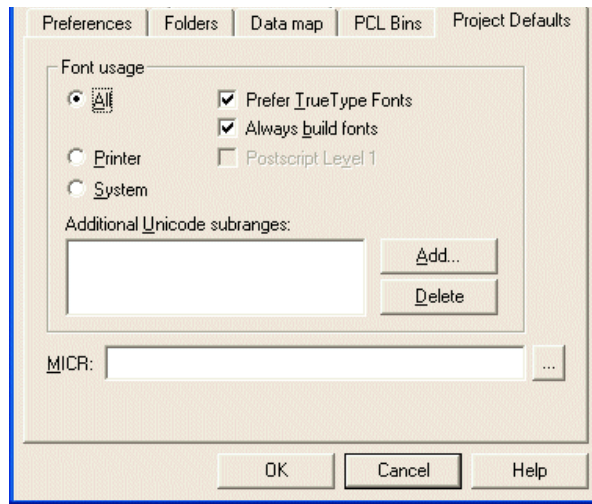 Preferences Folders Data map PCL Bins Project Defaults
Font usage
All Prefer TrueType Fonts
Always build fonts
Printer Postscript Level 1
System
Additional Unicode subranges:
Add...
Delete
MICR: ...
OK Cancel Help